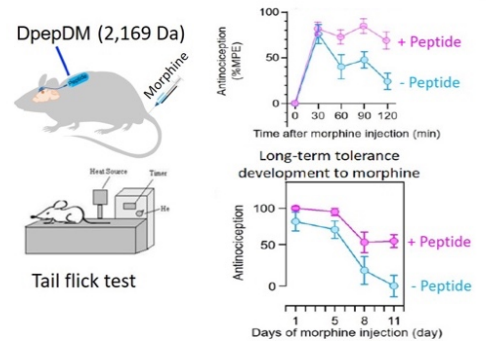 DpepDM (2,169 Da)
Peptide
Morphine
Heat Source
Timer
He
Tail flick test
Antinociception
(%MPE)
100
50
0
0 30 60 90 120
Time after morphine injection (min)
+ Peptide
- Peptide
Long-term tolerance
development to morphine
Antinociception
100
50
0
1 5 8 11
Days of morphine injection (day)
+ Peptide
- Peptide